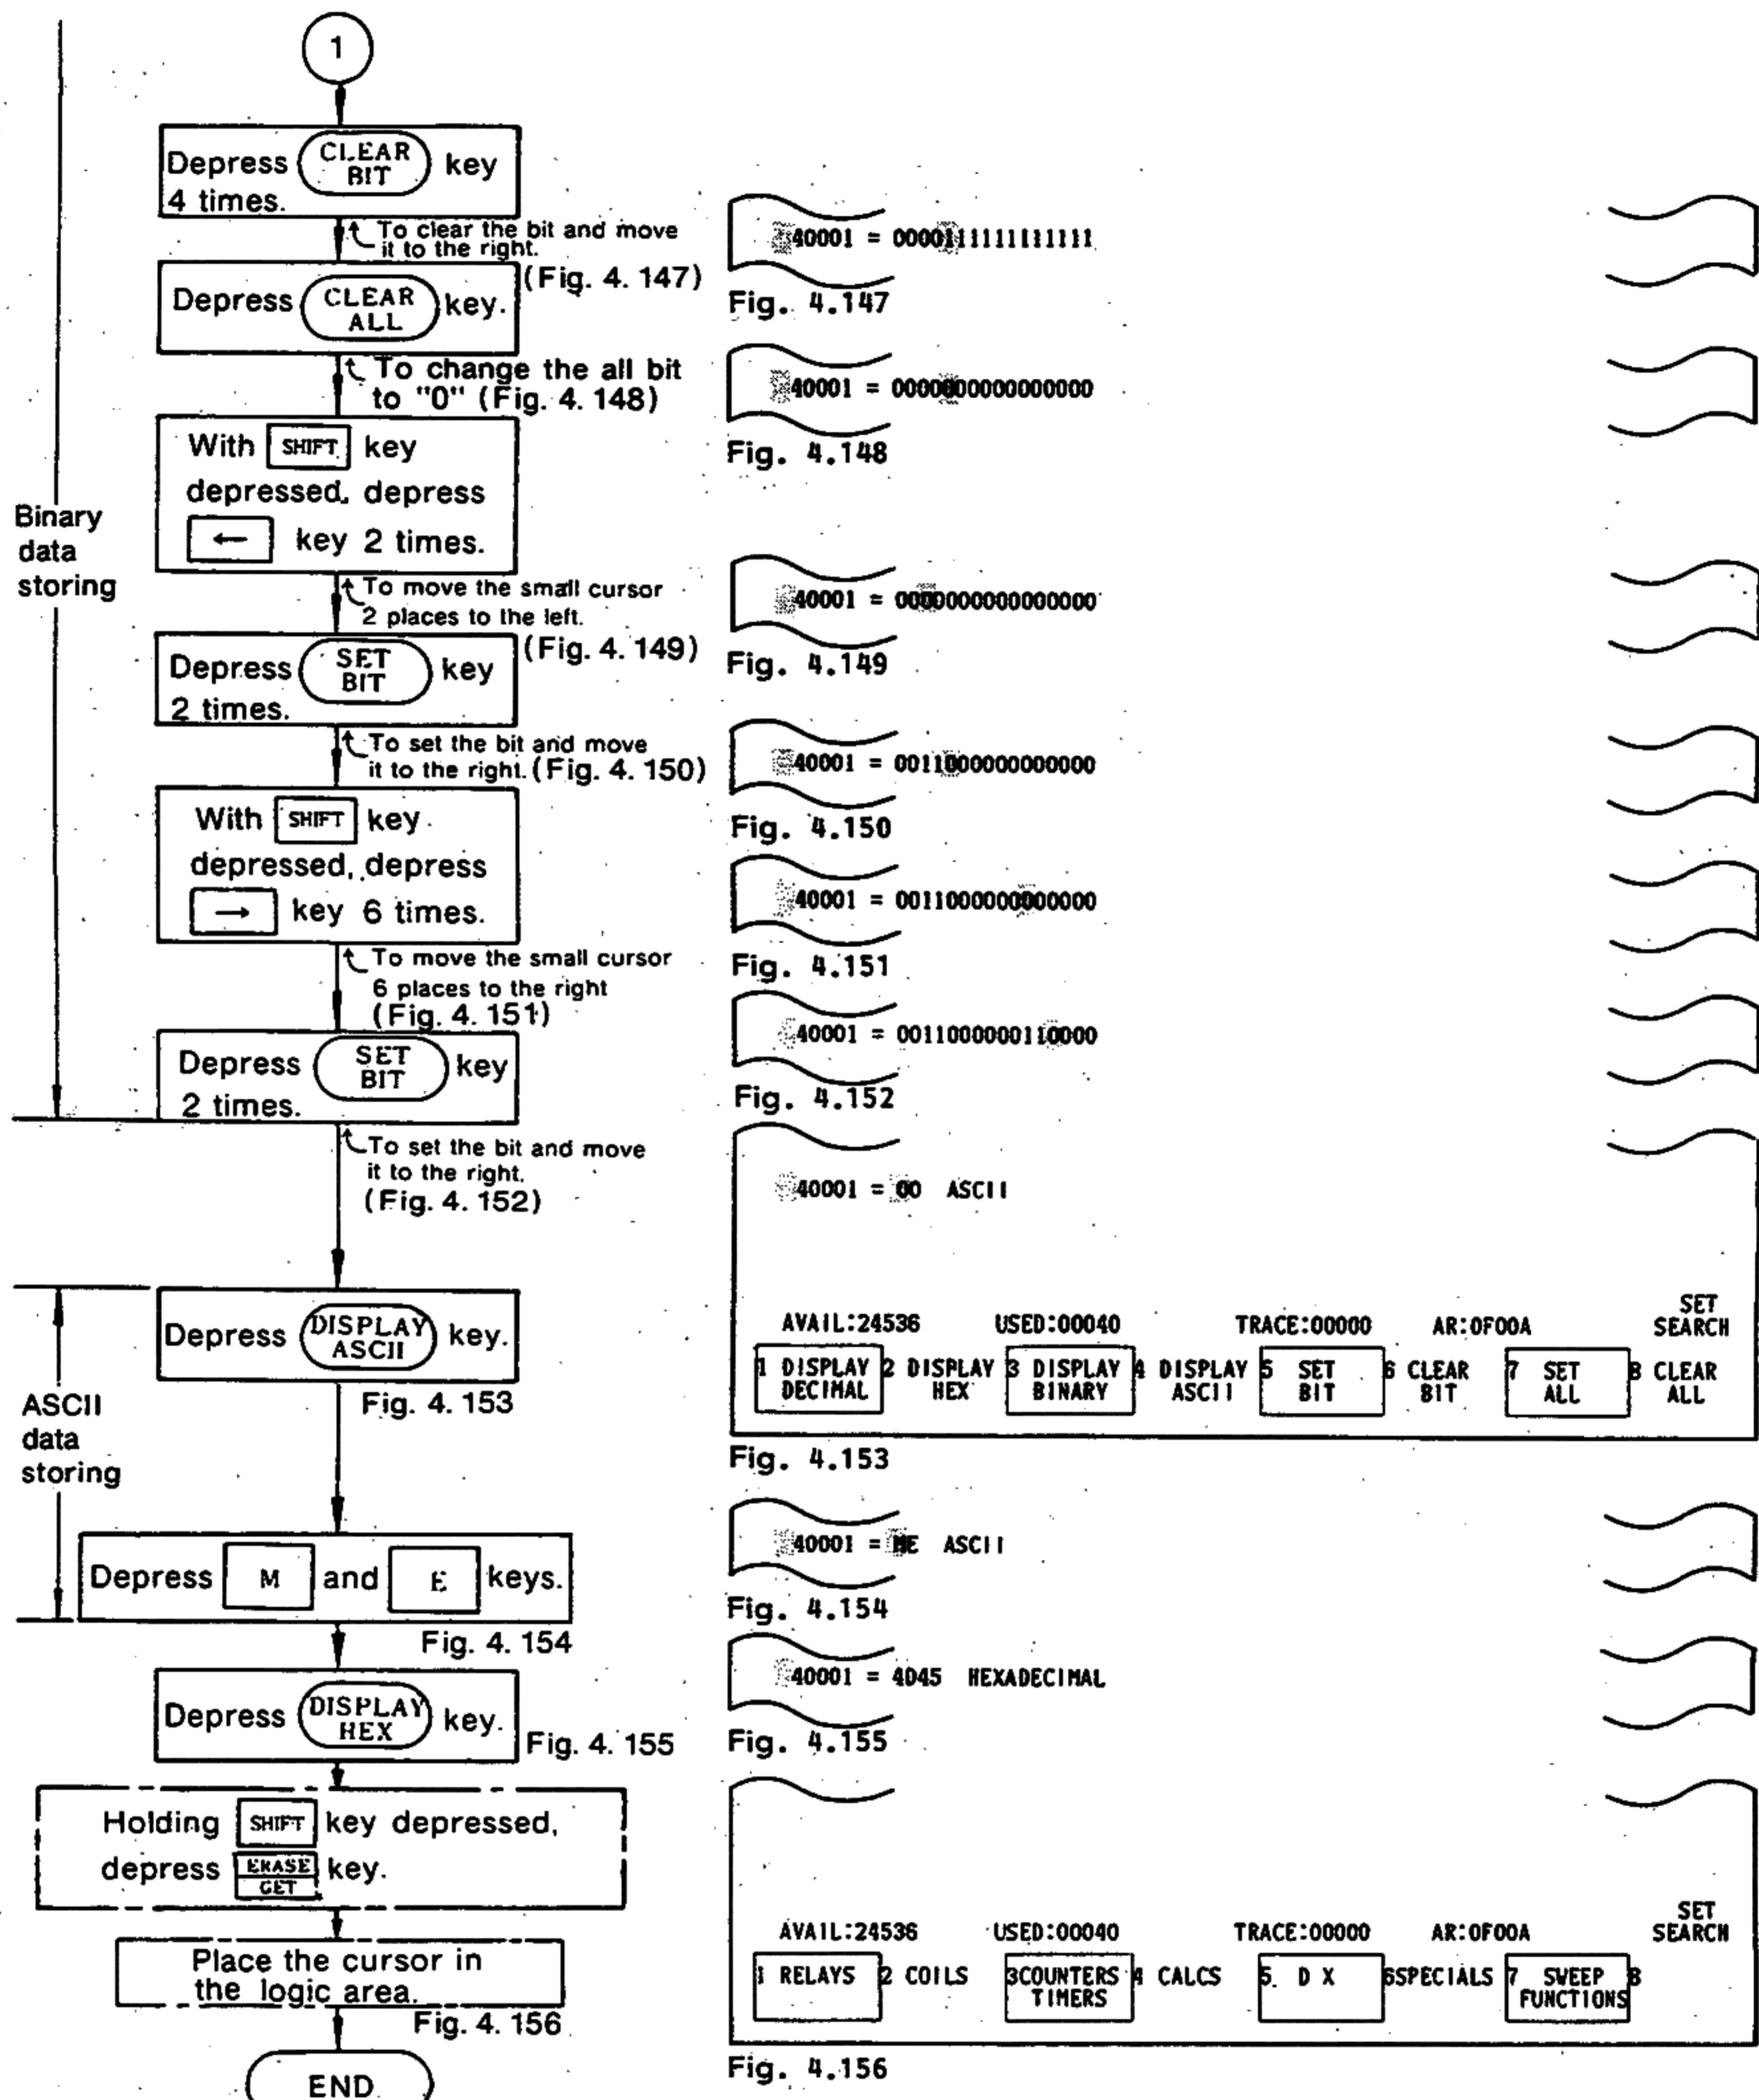 1
Depress CLEAR BIT key
4 times.
To clear the bit and move
it to the right.
(Fig. 4. 147)
Depress CLEAR ALL key.
To change the all bit
to "0" (Fig. 4. 148)
With SHIFT key
depressed, depress
← key 2 times.
To move the small cursor
2 places to the left.
(Fig. 4. 149)
Depress SET BIT key
2 times.
To set the bit and move
it to the right. (Fig. 4. 150)
With SHIFT key
depressed, depress
→ key 6 times.
To move the small cursor
6 places to the right
(Fig. 4. 151)
Depress SET BIT key
2 times.
To set the bit and move
it to the right.
(Fig. 4. 152)
Binary
data
storing
Depress DISPLAY ASCII key.
Fig. 4. 153
ASCII
data
storing
Depress M and E keys.
Fig. 4. 154
Depress DISPLAY HEX key.
Fig. 4. 155
Holding SHIFT key depressed,
depress ERASE GET key.
Place the cursor in
the logic area.
Fig. 4. 156
END
40001 = 0000111111111111
Fig. 4.147
40001 = 0000000000000000
Fig. 4.148
40001 = 0000000000000000
Fig. 4.149
40001 = 0011000000000000
Fig. 4.150
40001 = 0011000000000000
Fig. 4.151
40001 = 0011000000110000
Fig. 4.152
40001 = 00 ASCII
SET
AVAIL:24536 USED:00040 TRACE:00000 AR:0F00A SEARCH
1 DISPLAY 2 DISPLAY 3 DISPLAY 4 DISPLAY 5 SET 6 CLEAR 7 SET 8 CLEAR
DECIMAL HEX BINARY ASCII BIT BIT ALL ALL
Fig. 4.153
40001 = ME ASCII
Fig. 4.154
40001 = 4D45 HEXADECIMAL
Fig. 4.155
SET
AVAIL:24536 USED:00040 TRACE:00000 AR:0F00A SEARCH
1 RELAYS 2 COILS 3COUNTERS 4 CALCS 5. D X 6SPECIALS 7 SWEEP 8
TIMERS FUNCTIONS
Fig. 4.156